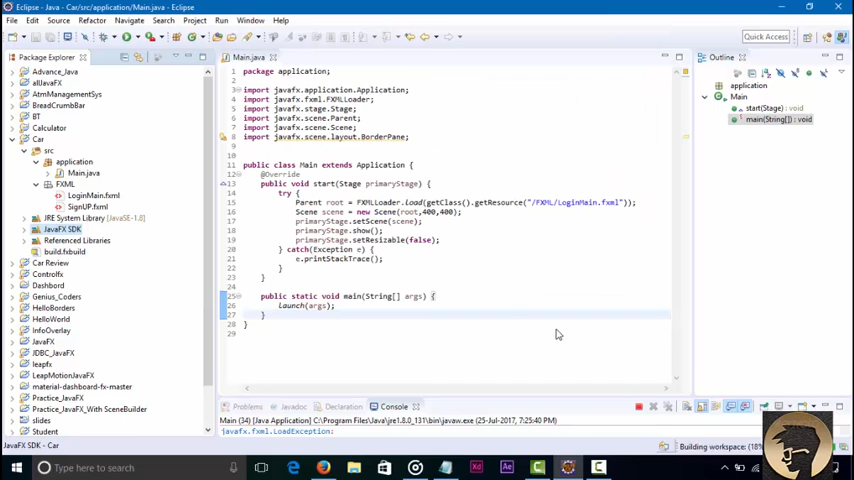 Eclipse - Java - Car/src/application/Main.java - Eclipse
File Edit Source Refactor Navigate Search Project Run Window Help
Quick Access
Package Explorer
Advance_Java
allJavaFX
AtmManagementSys
BreadCrumbBar
BT
Calculator
Car
src
application
Main.java
FXML
LoginMain.fxml
SignUP.fxml
JRE System Library [JavaSE-1.8]
JavaFX SDK
Referenced Libraries
build.fxbuild
Car Review
Controlfx
Dashbord
Genius_Coders
HelloBorders
HelloWorld
InfoOverlay
JavaFX
JDBC_JavaFX
leapfx
LeapMotionJavaFX
material-dashboard-fx-master
Practice_JavaFX
Practice_JavaFX_With SceneBuilder
slides
Student
Main.java
1 package application;
2
3 import javafx.application.Application;
4 import javafx.fxml.FXMLLoader;
5 import javafx.stage.Stage;
6 import javafx.scene.Parent;
7 import javafx.scene.Scene;
8 import javafx.scene.layout.BorderPane;
9
10
11 public class Main extends Application {
12 @Override
13 public void start(Stage primaryStage) {
14 try {
15 Parent root = FXMLLoader.load(getClass().getResource("/FXML/LoginMain.fxml"));
16 Scene scene = new Scene(root,400,400);
17 primaryStage.setScene(scene);
18 primaryStage.show();
19 primaryStage.setResizable(false);
20 } catch(Exception e) {
21 e.printStackTrace();
22 }
23 }
24
25 public static void main(String[] args) {
26 launch(args);
27 }
28 }
29
Outline
application
Main
start(Stage) : void
main(String[]) : void
Problems Javadoc Declaration Console
Main (34) [Java Application] C:\Program Files\Java\jre1.8.0_131\bin\javaw.exe (25-Jul-2017, 7:25:40 PM)
javafx.fxml.LoadException:
JavaFX SDK - Car
Building workspace: (18%)
Type here to search
Xd
Ae